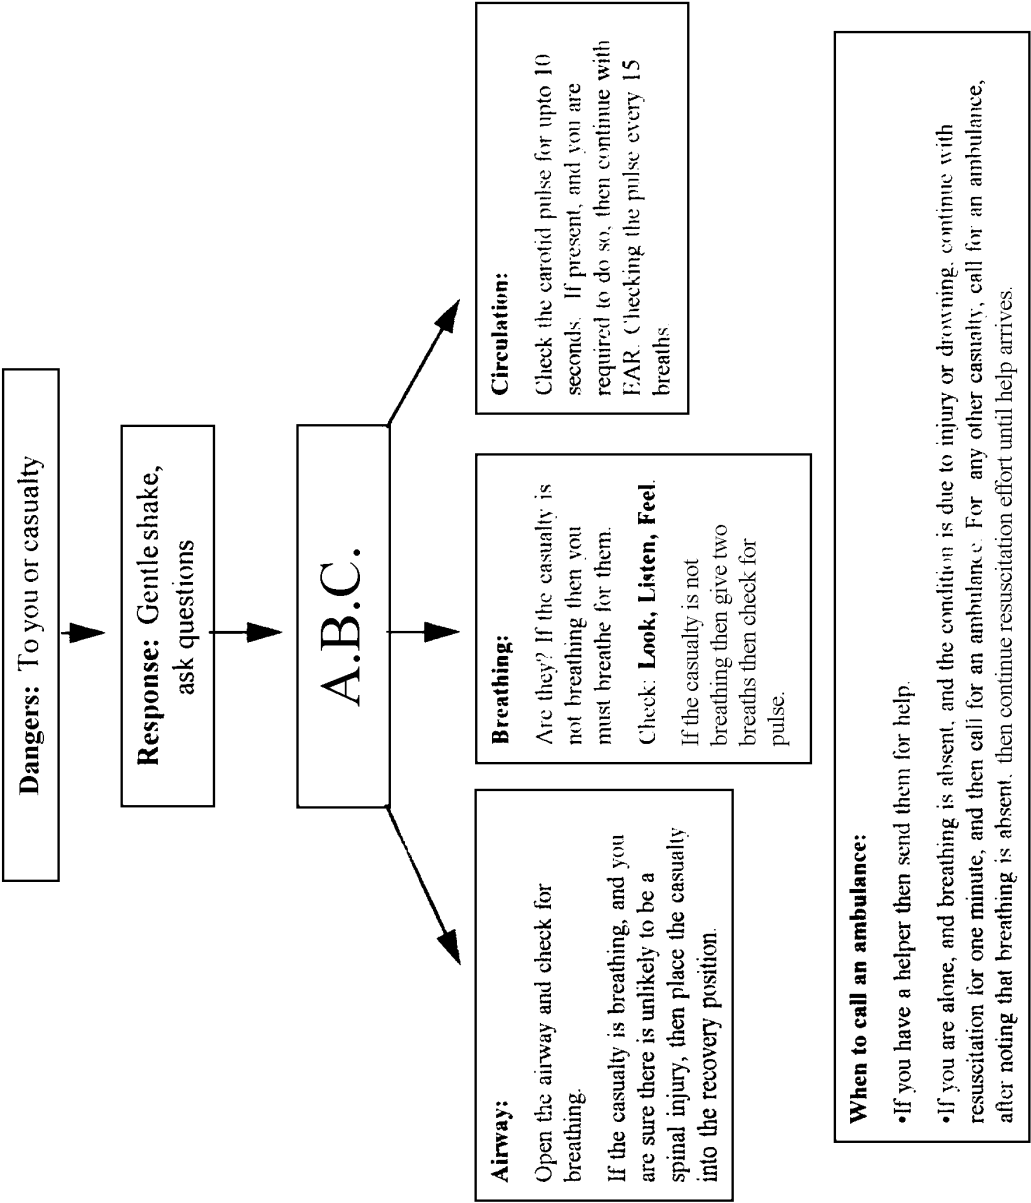 Dangers: To you or casualty
Response: Gentle shake,
ask questions
A.B.C.
Airway:
Open the airway and check for
breathing.
If the casualty is breathing, and you
are sure there is unlikely to be a
spinal injury, then place the casualty
into the recovery position.
Breathing:
Are they? If the casualty is
not breathing then you
must breathe for them.
Check: Look, Listen, Feel.
If the casualty is not
breathing then give two
breaths then check for
pulse.
Circulation:
Check the carotid pulse for upto 10
seconds. If present, and you are
required to do so, then continue with
EAR. Checking the pulse every 15
breaths
When to call an ambulance:
•If you have a helper then send them for help.
•If you are alone, and breathing is absent, and the condition is due to injury or drowning, continue with
resuscitation for one minute, and then call for an ambulance. For any other casualty, call for an ambulance,
after noting that breathing is absent, then continue resuscitation effort until help arrives.